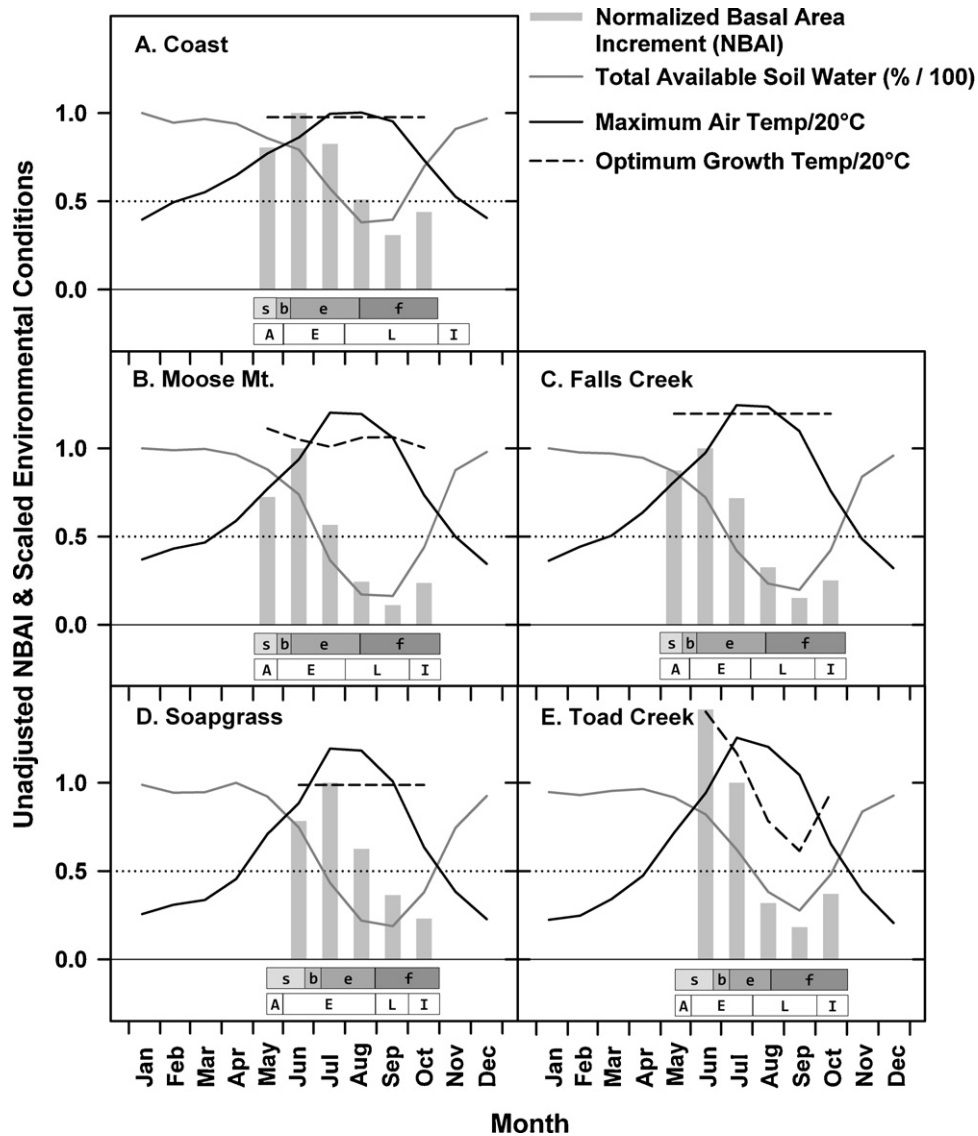 A. Coast
Normalized Basal Area
Increment (NBAI)
Total Available Soil Water (% / 100)
Maximum Air Temp/20°C
Optimum Growth Temp/20°C
Unadjusted NBAI & Scaled Environmental Conditions
1.0
0.5
0.0
s b e f
A E L I
B. Moose Mt.
1.0
0.5
0.0
s b e f
A E L I
C. Falls Creek
s b e f
A E L I
D. Soapgrass
1.0
0.5
0.0
s b e f
A E L I
E. Toad Creek
s b e f
A E L I
Jan Feb Mar Apr May Jun Jul Aug Sep Oct Nov Dec
Jan Feb Mar Apr May Jun Jul Aug Sep Oct Nov Dec
Month